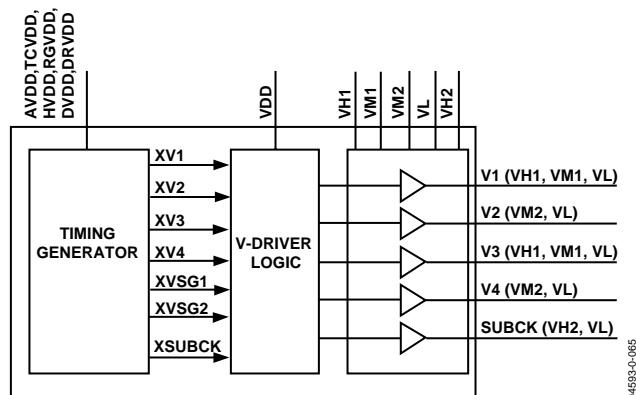 AVDD,TCVDD,
HVDD,RGVDD,
DVDD,DRVDD
VDD
VH1
VM1
VM2
VL
VH2
TIMING
GENERATOR
XV1
XV2
XV3
XV4
XVSG1
XVSG2
XSUBCK
V-DRIVER
LOGIC
V1 (VH1, VM1, VL)
V2 (VM2, VL)
V3 (VH1, VM1, VL)
V4 (VM2, VL)
SUBCK (VH2, VL)
04593-0-065